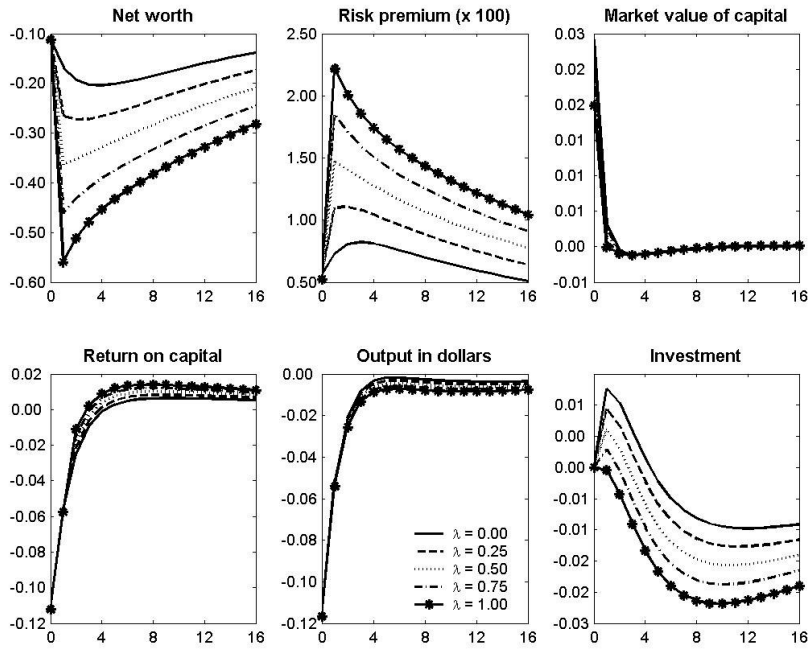 Net worth
Risk premium (x 100)
Market value of capital
-0.10
-0.20
-0.30
-0.40
-0.50
-0.60
0 4 8 12 16
2.50
2.00
1.50
1.00
0.50
0 4 8 12 16
0.03
0.02
0.02
0.01
0.01
0.00
-0.01
0 4 8 12 16
Return on capital
Output in dollars
Investment
0.02
0.00
-0.02
-0.04
-0.06
-0.08
-0.10
-0.12
0 4 8 12 16
0.00
-0.02
-0.04
-0.06
-0.08
-0.10
-0.12
0 4 8 12 16
λ = 0.00
λ = 0.25
λ = 0.50
λ = 0.75
λ = 1.00
0.01
0.00
0.00
-0.01
-0.01
-0.02
-0.02
-0.03
0 4 8 12 16